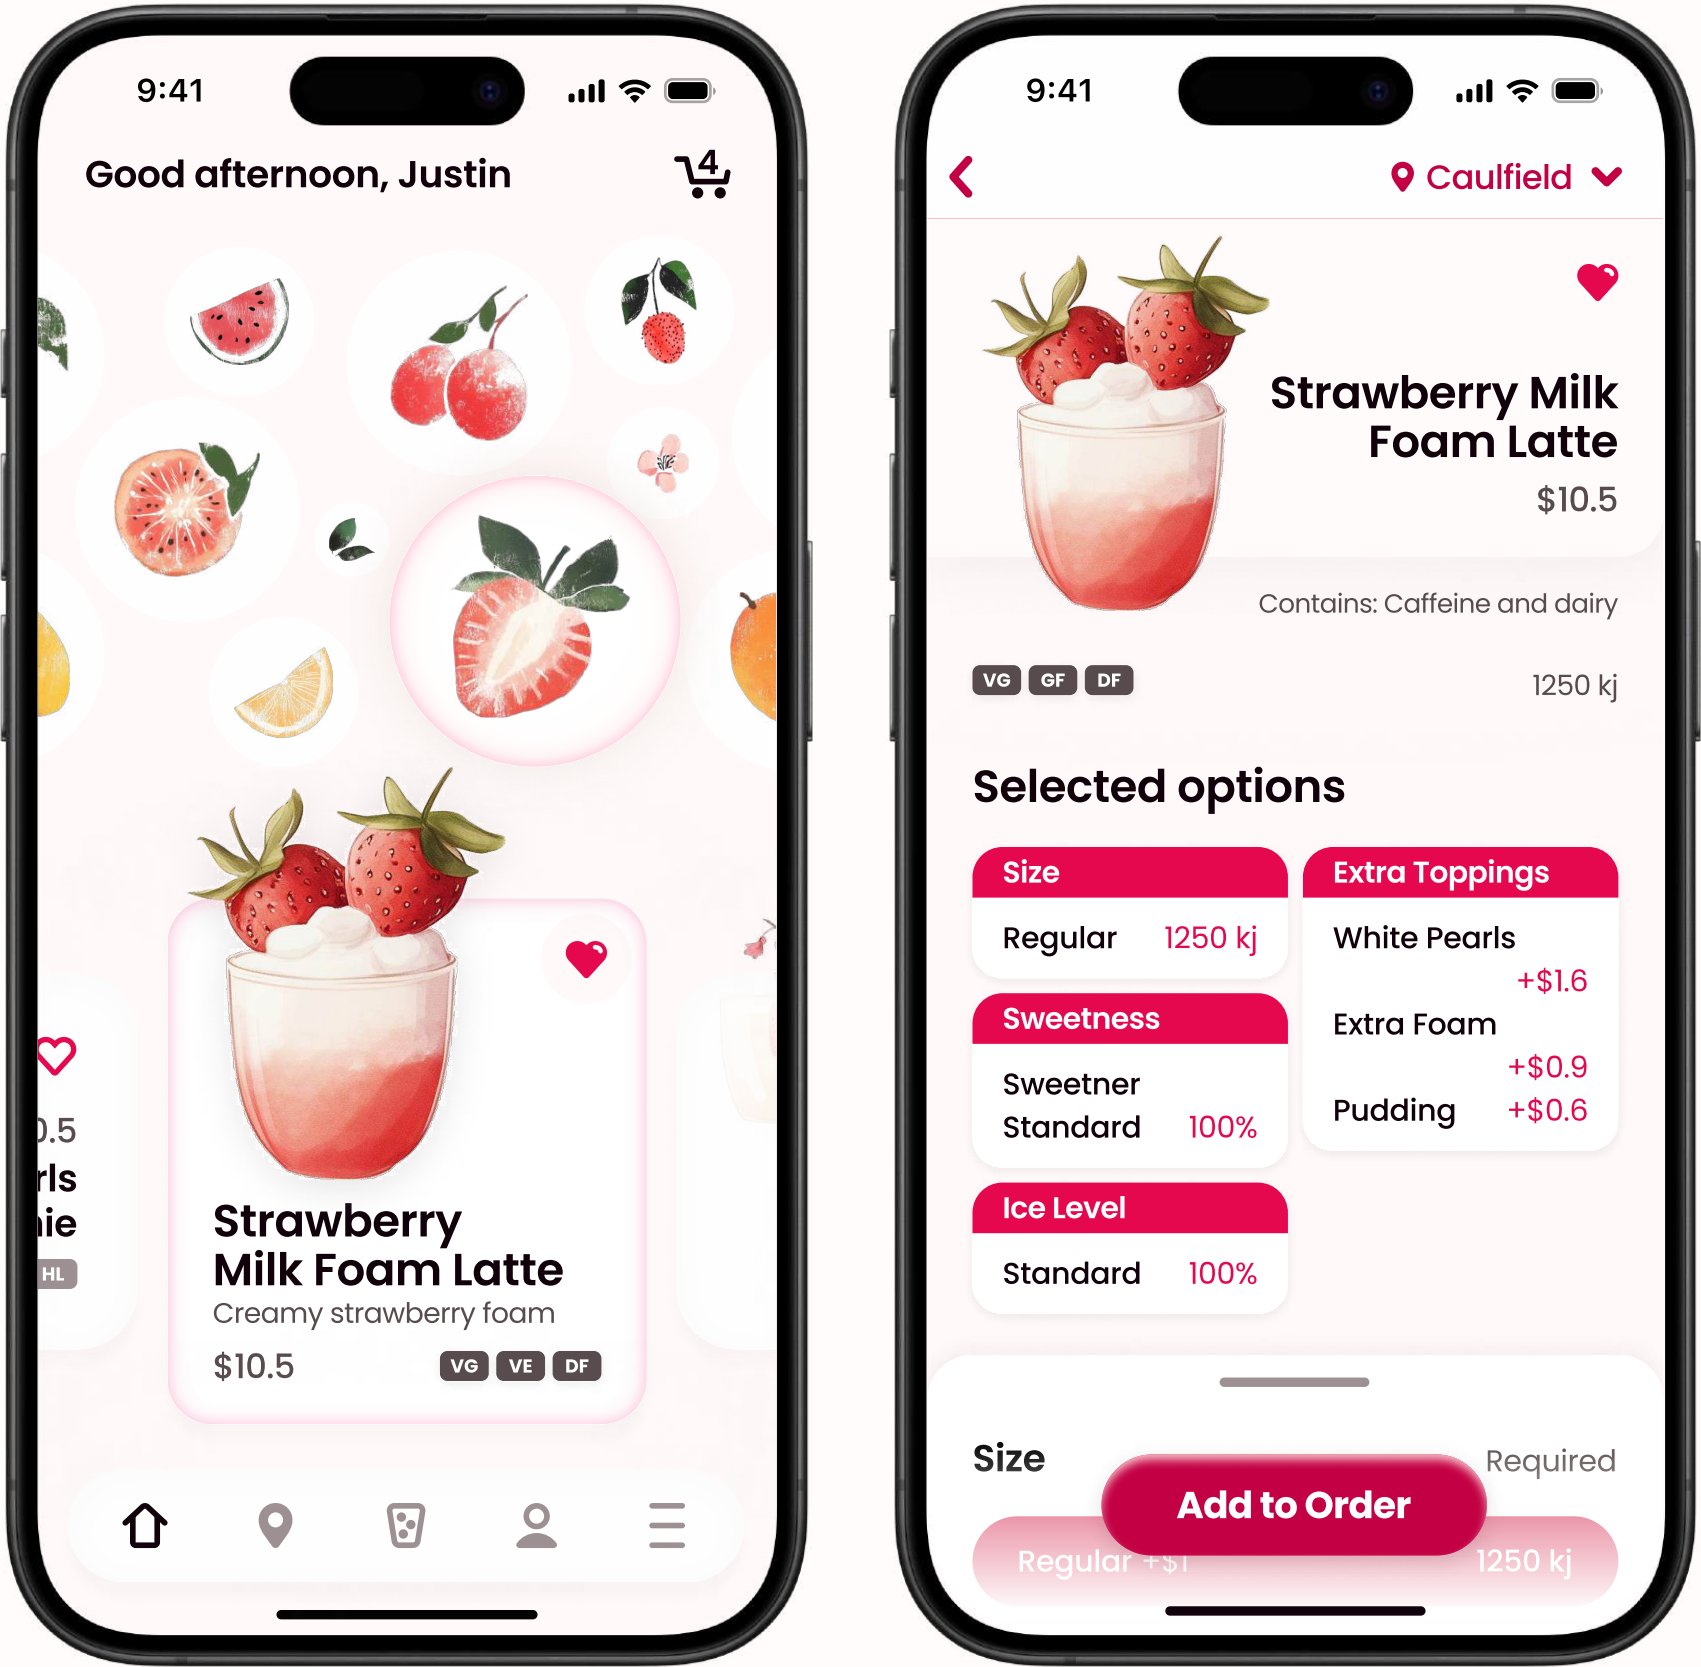 9:41
Good afternoon, Justin
4
0.5
rls
nie
HL
Strawberry
Milk Foam Latte
Creamy strawberry foam
$10.5
VG VE DF
9:41
Caulfield
Strawberry Milk
Foam Latte
$10.5
Contains: Caffeine and dairy
VG GF DF
1250 kj
Selected options
Size
Regular 1250 kj
Sweetness
Sweetner
Standard 100%
Ice Level
Standard 100%
Extra Toppings
White Pearls
+$1.6
Extra Foam
+$0.9
Pudding +$0.6
Size
Required
Add to Order
Regular +$1
1250 kj